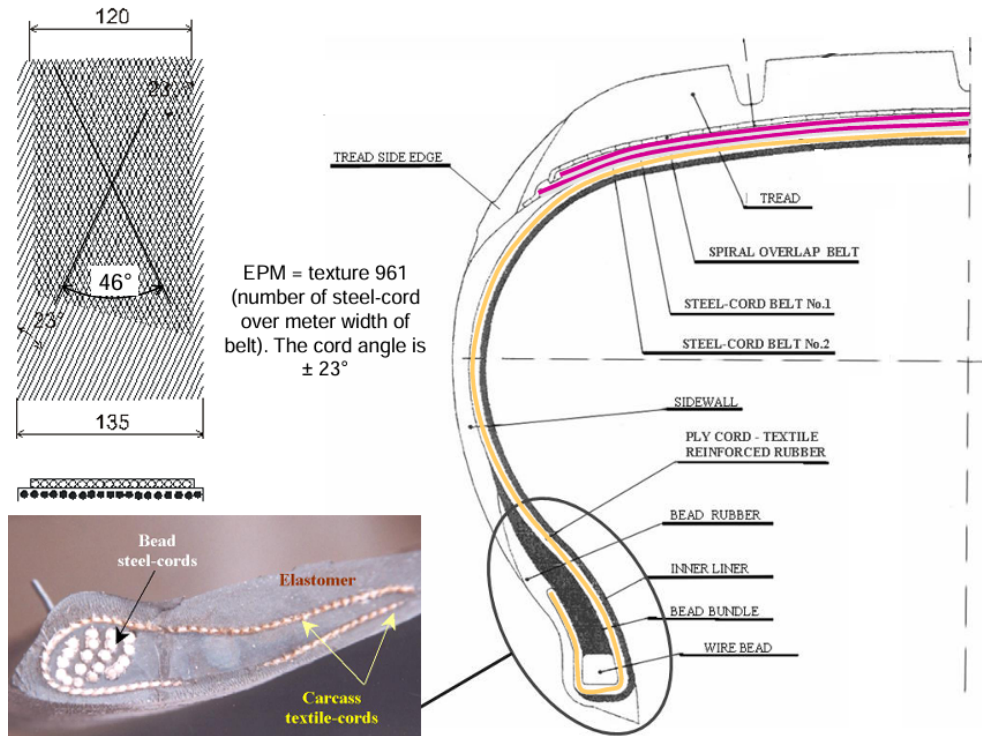 120
23°
46°
23°
135
EPM = texture 961
(number of steel-cord
over meter width of
belt). The cord angle is
± 23°
TREAD SIDE EDGE
TREAD
SPIRAL OVERLAP BELT
STEEL-CORD BELT No.1
STEEL-CORD BELT No.2
SIDEWALL
PLY CORD - TEXTILE
REINFORCED RUBBER
BEAD RUBBER
INNER LINER
BEAD BUNDLE
WIRE BEAD
Bead
steel-cords
Elastomer
Carcass
textile-cords